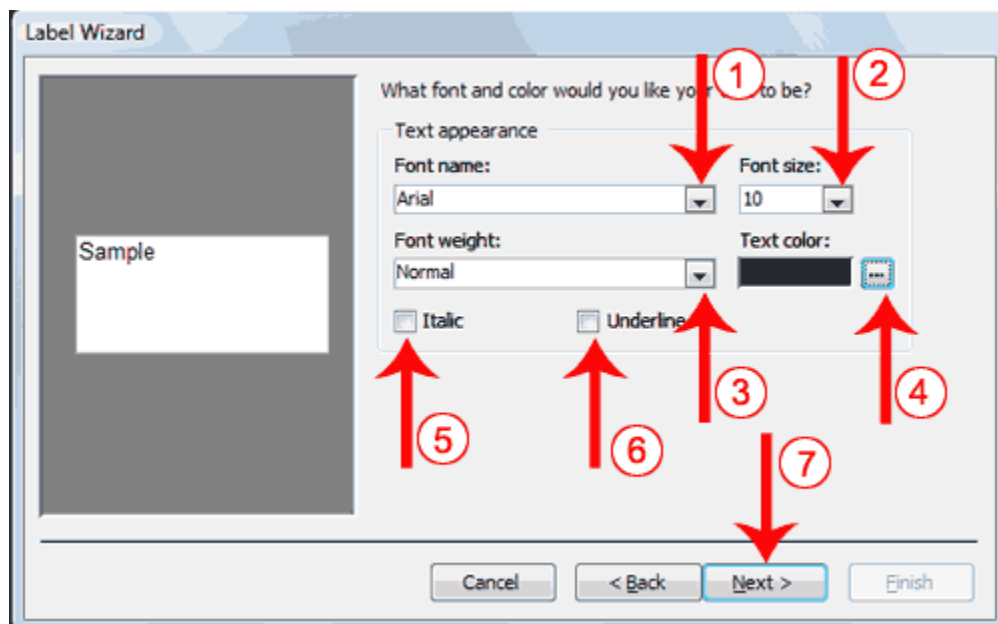 Label Wizard
What font and color would you like to be?
Text appearance
Font name:
Font size:
Arial
10
Sample
Font weight:
Text color:
Normal
...
Italic
Underline
1
2
3
4
5
6
7
Cancel
< Back
Next >
Finish